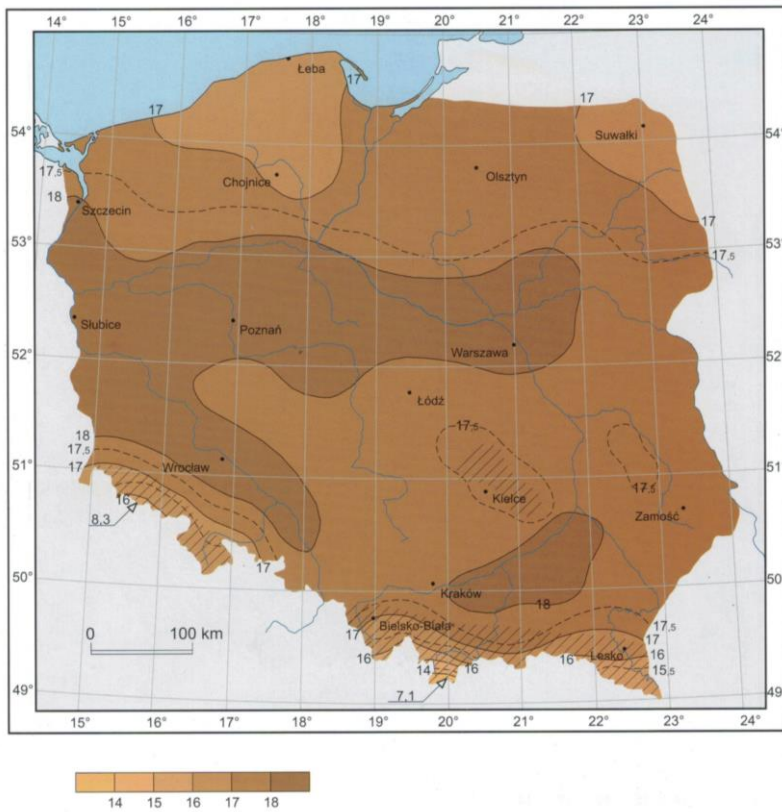 14° 15° 16° 17° 18° 19° 20° 21° 22° 23° 24°
Łeba
17
17
17
54°
54°
Suwałki
Chojnice
Olsztyn
17,5
18
Szczecin
17
53°
53°
17,5
Słubice
Poznań
Warszawa
52°
52°
Łódź
18
17,5
17,5
17
Wrocław
51°
51°
16
Kielce
17,5
8,3
Zamość
17
50°
50
Kraków
18
0 100 km
Bielsko-Biała
17,5
17
17
16
14
16
16
Lesko
16
15,5
49°
49
7,1
15° 16° 17° 18° 19° 20° 21° 22° 23° 24°
14 15 16 17 18